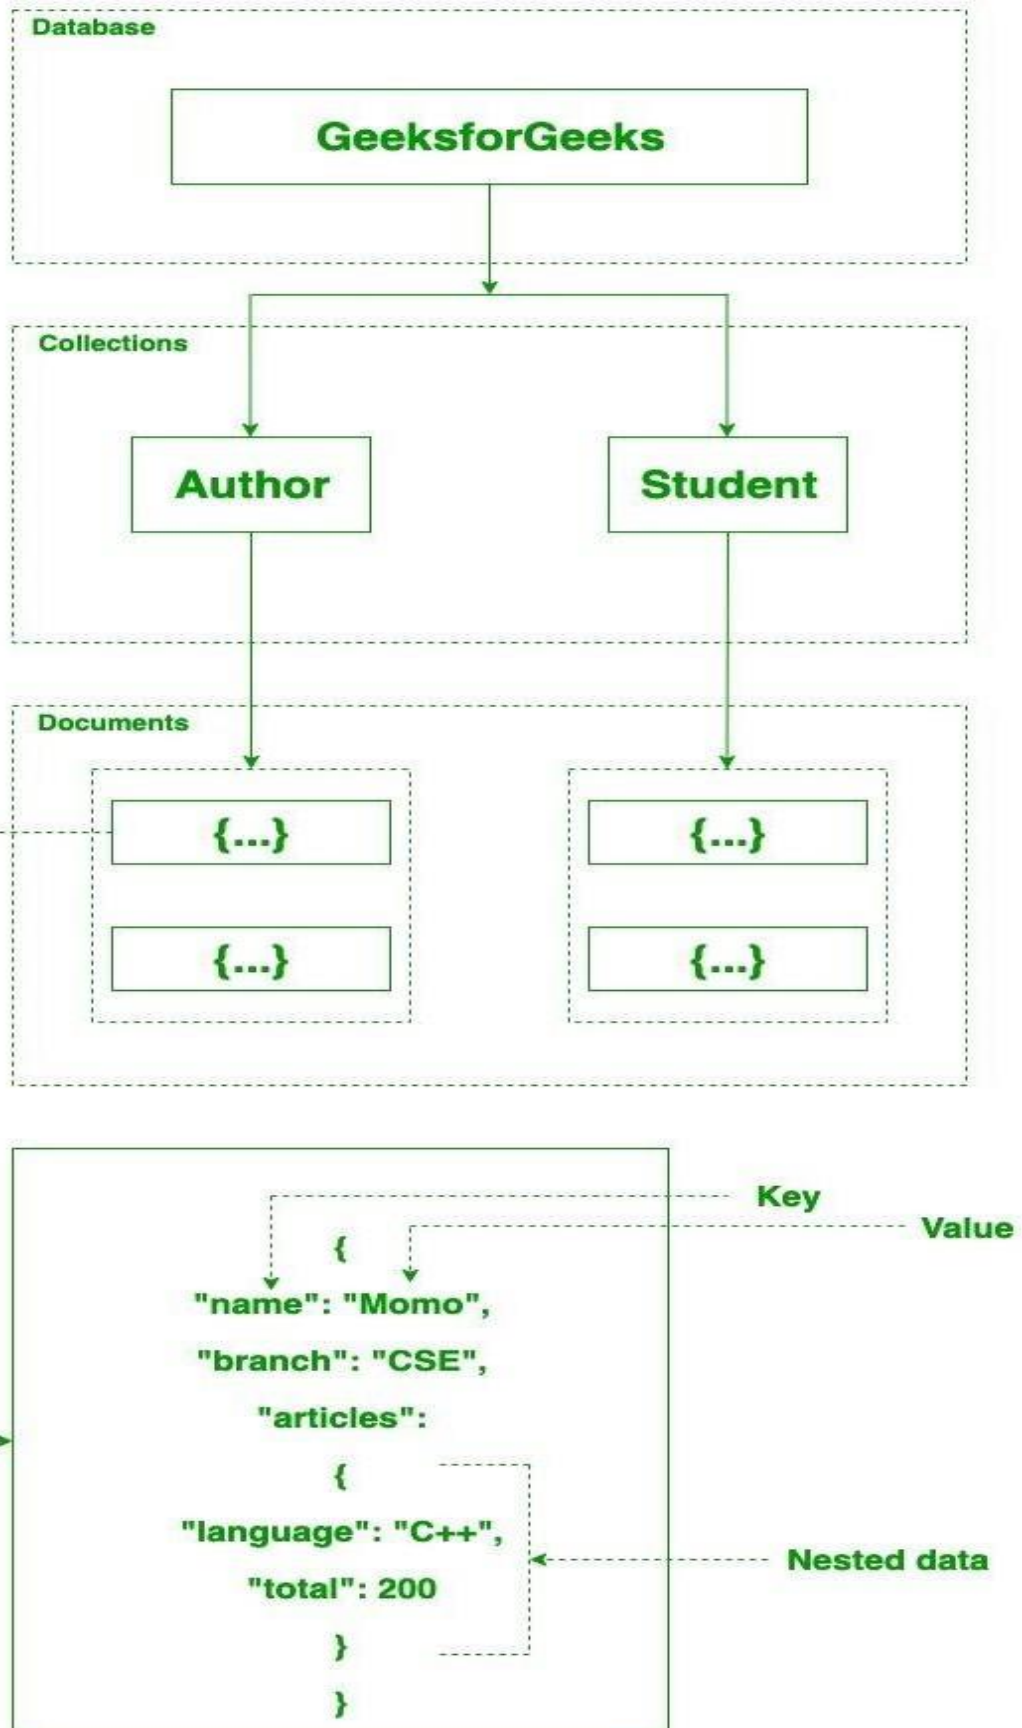 Database
GeeksforGeeks
Collections
Author
Student
Documents
{...}
{...}
{...}
{...}
Key
Value
{
"name": "Momo",
"branch": "CSE",
"articles":
{
"language": "C++",
Nested data
"total": 200
}
}